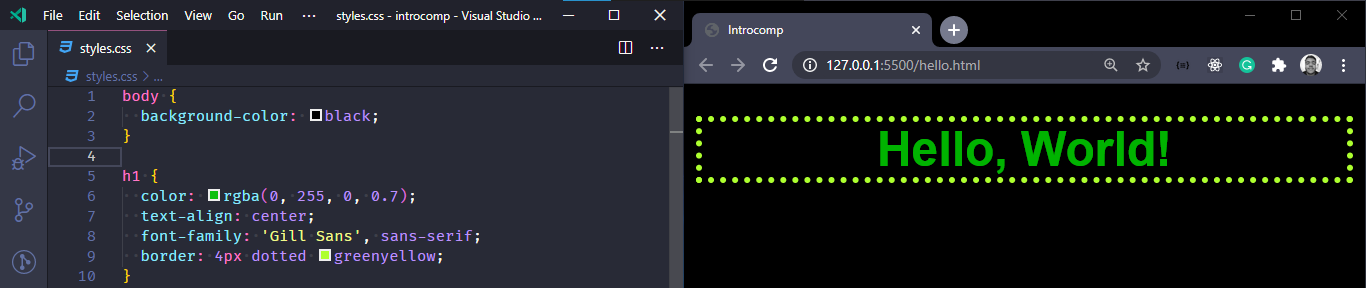 File Edit Selection View Go Run ··· styles.css - introcomp - Visual Studio ...
styles.css
styles.css > ...
1 body {
2 background-color: black;
3 }
4
5 h1 {
6 color: rgba(0, 255, 0, 0.7);
7 text-align: center;
8 font-family: 'Gill Sans', sans-serif;
9 border: 4px dotted greenyellow;
10 }
Introcomp
127.0.0.1:5500/hello.html
Hello, World!